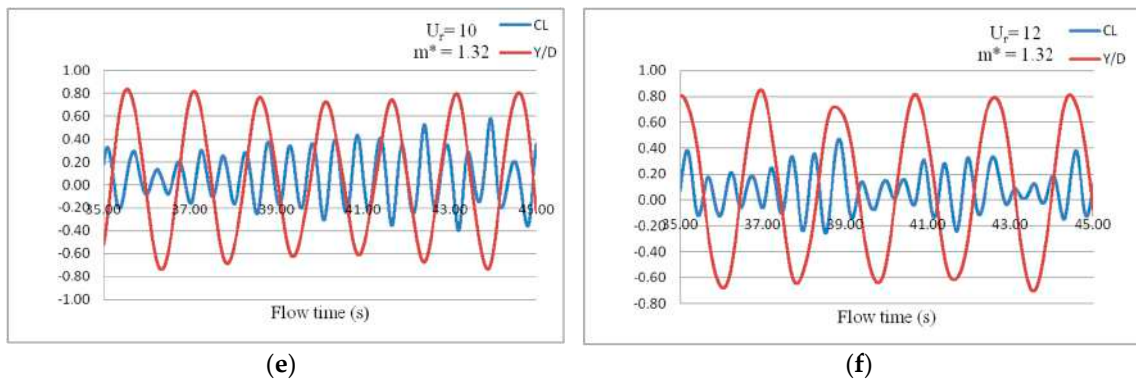 U_r= 10
m* = 1.32
CL
Y/D
1.00
0.80
0.60
0.40
0.20
0.00
-0.20
-0.40
-0.60
-0.80
-1.00
35.00 37.00 39.00 41.00 43.00 45.00
Flow time (s)
(e)
U_r= 12
m* = 1.32
CL
Y/D
1.00
0.80
0.60
0.40
0.20
0.00
-0.20
-0.40
-0.60
-0.80
35.00 37.00 39.00 41.00 43.00 45.00
Flow time (s)
(f)